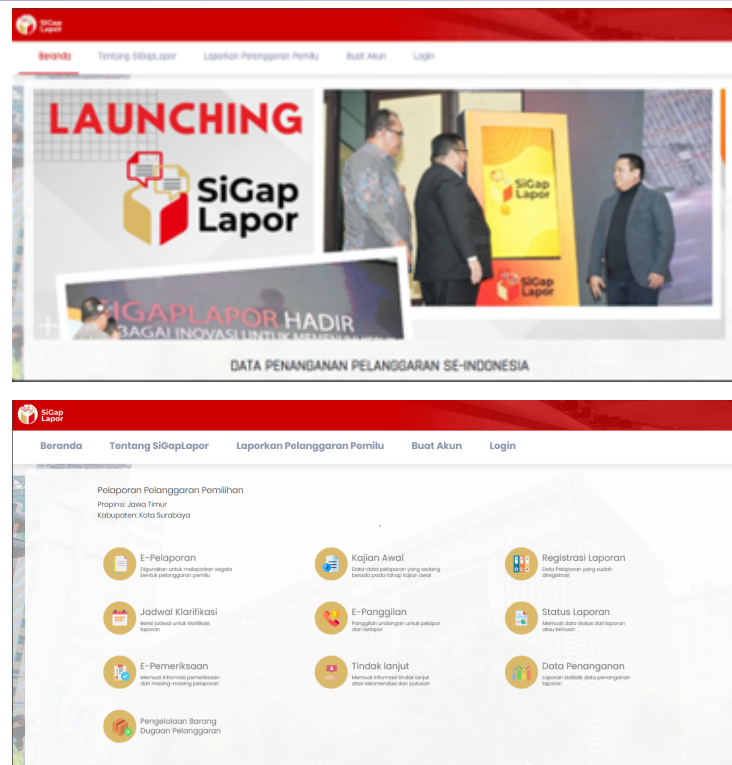 SiGap
Lapor
Beranda Tentang SiGapLapor Laporkan Pelanggaran Pemilu Buat Akun Login
LAUNCHING
SiGap
Lapor
SiGap
Lapor
SiGap
Lapor
SIGAPLAPOR HADIR
BAGAI INOVASI UNTUK
DATA PENANGANAN PELANGGARAN SE-INDONESIA
SiGap
Lapor
Beranda Tentang SiGapLapor Laporkan Pelanggaran Pemilu Buat Akun Login
Pelaporan Pelanggaran Pemilihan
Propinsi: Jawa Timur
Kabupaten: Kota Surabaya
E-Pelaporan
Digunakan untuk melaporkan segala
bentuk pelanggaran pemilu
Kajian Awal
Data-data pelaporan yang sedang
berada pada tahap kajian awal
Registrasi Laporan
Data Pelaporan yang sudah
diregistrasi
Jadwal Klarifikasi
Berisi jadwal untuk klarifikasi
laporan
E-Panggilan
Panggilan undangan untuk pelapor
dan terlapor
Status Laporan
Memuat data status dari laporan
atau temuan
E-Pemeriksaan
Memuat informasi pemeriksaan
dari masing-masing pelaporan
Tindak lanjut
Memuat informasi tindak lanjut
atas rekomendasi dan putusan
Data Penanganan
Laporan statistik data penanganan
laporan
Pengelolaan Barang
Dugaan Pelanggaran